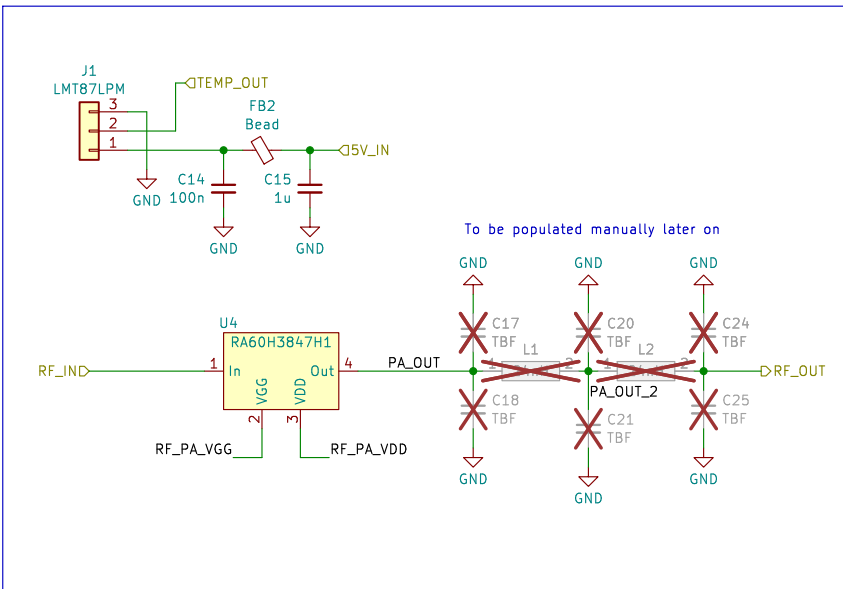 J1
LMT87LPM
3
2
1
TEMP_OUT
FB2
Bead
5V_IN
C14
100n
C15
1u
GND
GND
GND
To be populated manually later on
GND
GND
GND
U4
RA60H3847H1
C17
TBF
C20
TBF
C24
TBF
L1
L2
RF_IN
1
In
Out
4
PA_OUT
1
2
1
2
RF_OUT
VGG
VDD
2
3
PA_OUT_2
C18
TBF
C21
TBF
C25
TBF
RF_PA_VGG
RF_PA_VDD
GND
GND
GND